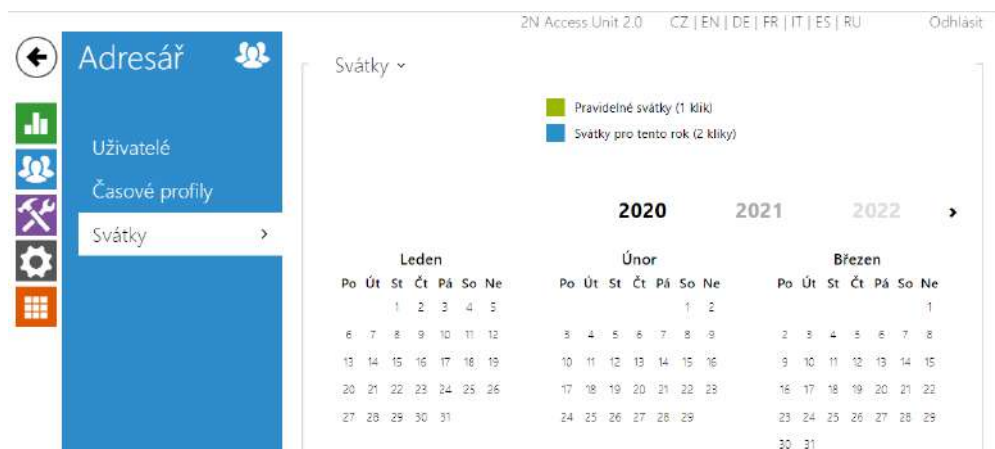 2N Access Unit 2.0 CZ | EN | DE | FR | IT | ES | RU Odhlásit
Adresář
Uživatelé
Časové profily
Svátky
Svátky
Pravidelné svátky (1 klik)
Svátky pro tento rok (2 kliky)
2020 2021 2022
Leden Únor Březen
Po Út St Čt Pá So Ne Po Út St Čt Pá So Ne Po Út St Čt Pá So Ne
1 2 3 4 5 1 2 1
6 7 8 9 10 11 12 3 4 5 6 7 8 9 2 3 4 5 6 7 8
13 14 15 16 17 18 19 10 11 12 13 14 15 16 9 10 11 12 13 14 15
20 21 22 23 24 25 26 17 18 19 20 21 22 23 16 17 18 19 20 21 22
27 28 29 30 31 24 25 26 27 28 29 23 24 25 26 27 28 29
30 31